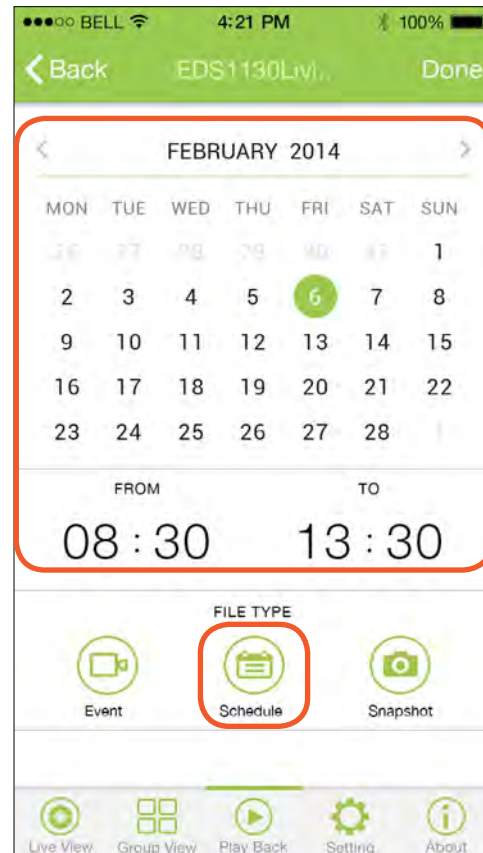 BELL 4:21 PM 100%
Back EDS1130Livi... Done
FEBRUARY 2014
MON TUE WED THU FRI SAT SUN
1
2 3 4 5 6 7 8
9 10 11 12 13 14 15
16 17 18 19 20 21 22
23 24 25 26 27 28
FROM TO
08 : 30 13 : 30
FILE TYPE
Event Schedule Snapshot
Live View Group View Play Back Setting About